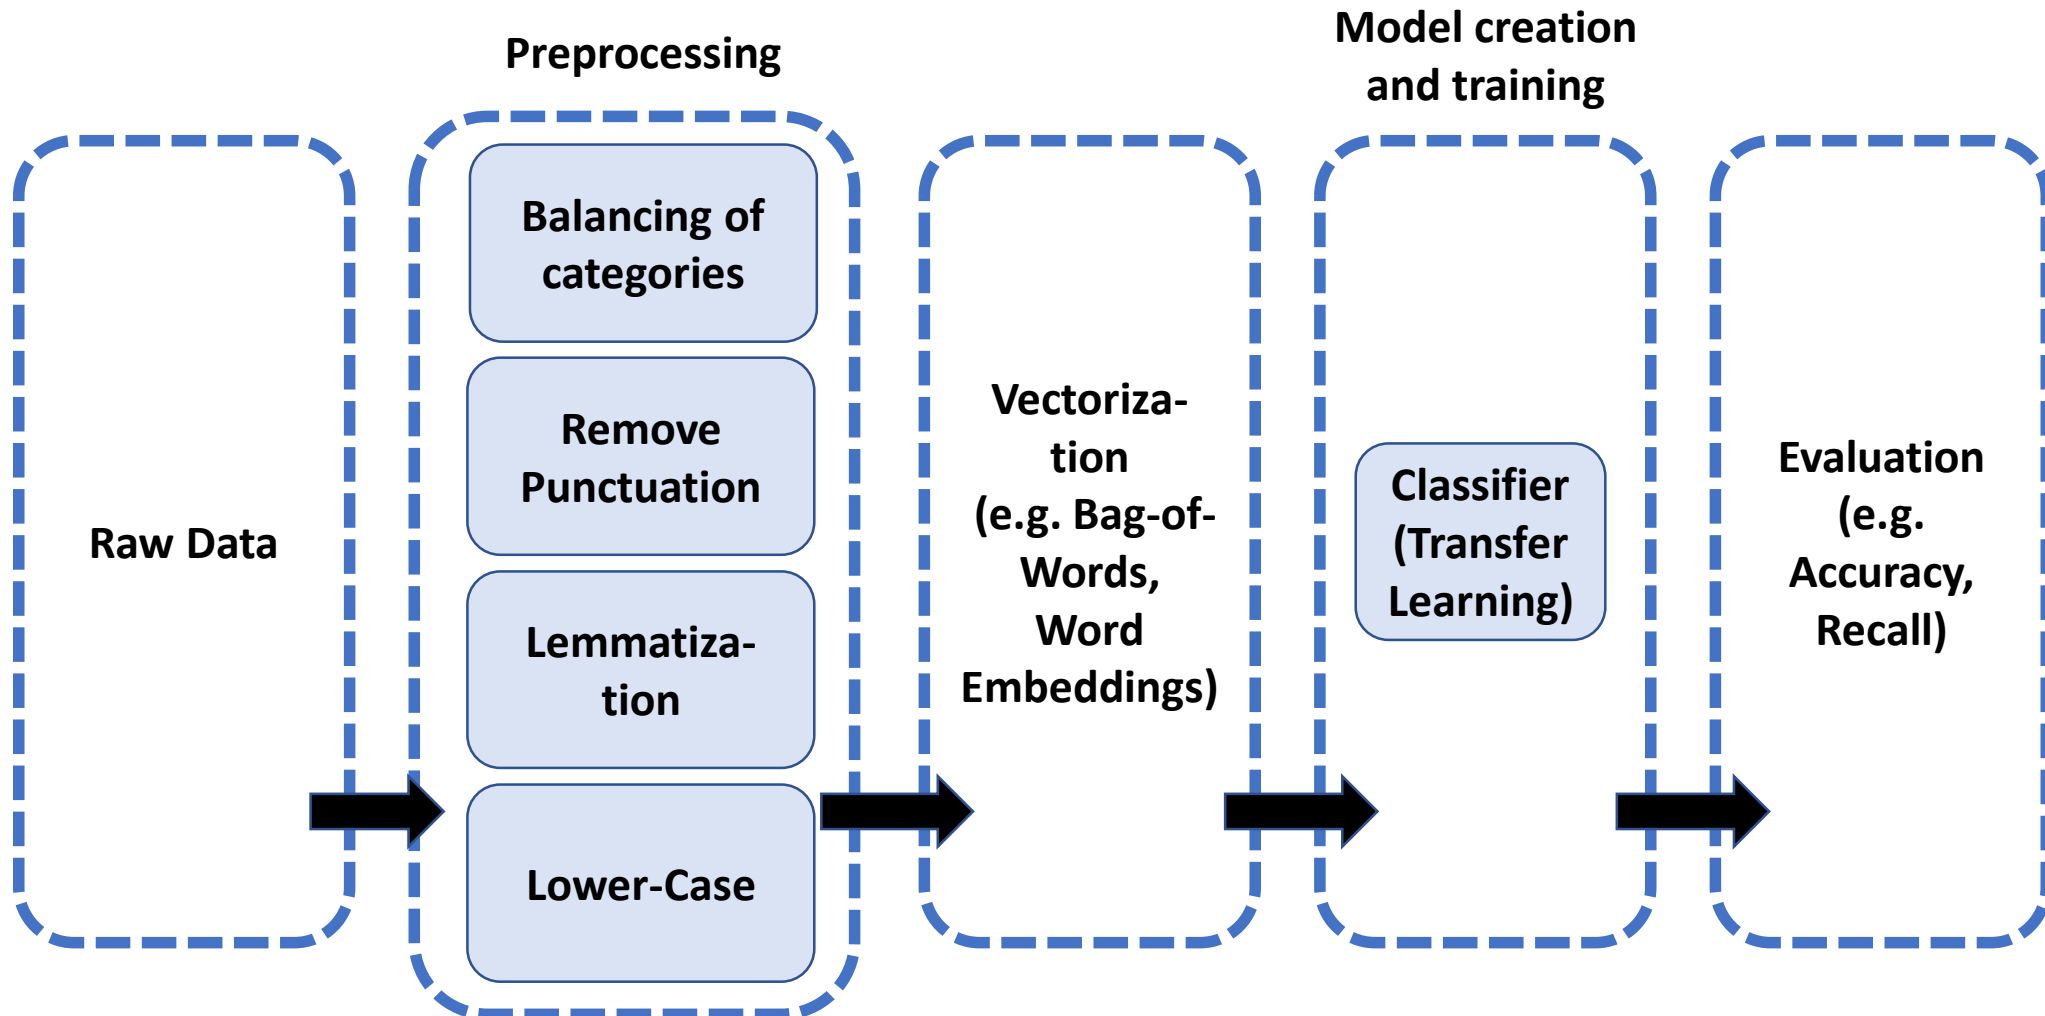 Raw Data
Preprocessing
Balancing of
categories
Remove
Punctuation
Lemmatiza-
tion
Lower-Case
Vectoriza-
tion
(e.g. Bag-of-
Words,
Word
Embeddings)
Model creation
and training
Classifier
(Transfer
Learning)
Evaluation
(e.g.
Accuracy,
Recall)